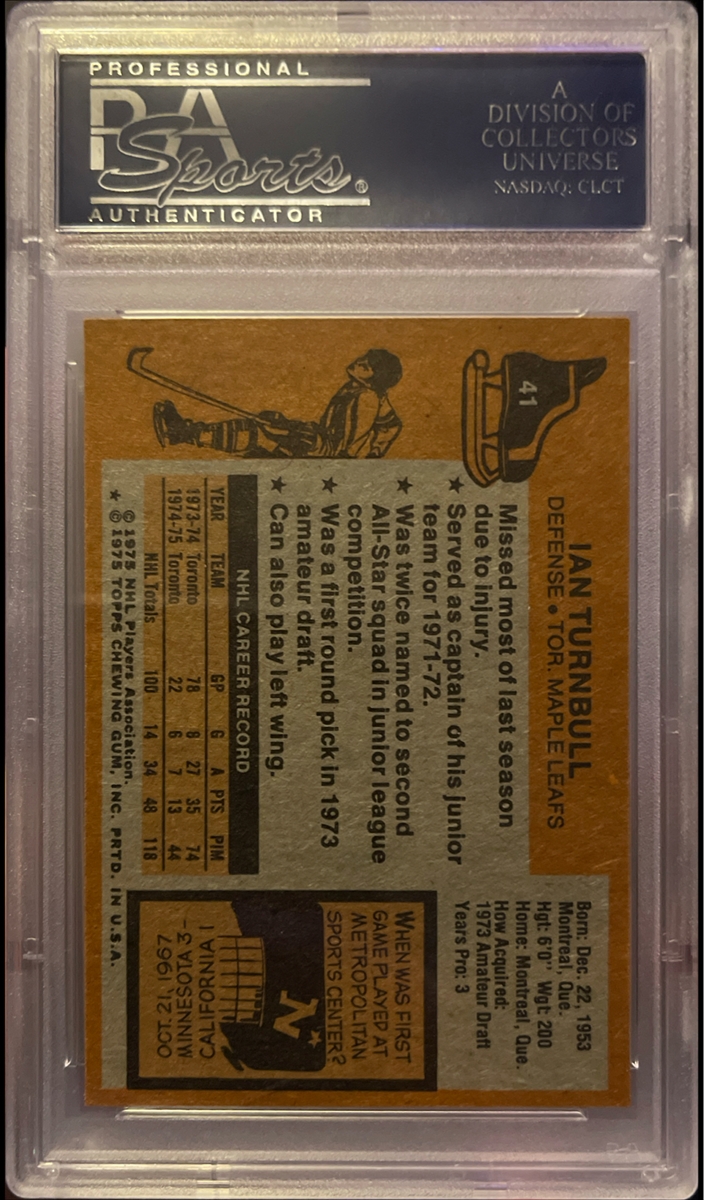 PROFESSIONAL
PSA
Sports®
AUTHENTICATOR
A
DIVISION OF
COLLECTORS
UNIVERSE
NASDAQ: CLCT
41
IAN TURNBULL
DEFENSE • TOR. MAPLE LEAFS
Missed most of last season
due to injury.
★ Served as captain of his junior
team for 1971-72.
★ Was twice named to second
All-Star squad in junior league
competition.
★ Was a first round pick in 1973
amateur draft.
★ Can also play left wing.
NHL CAREER RECORD
YEAR TEAM GP G A PTS PIM
1973-74 Toronto 78 8 27 35 74
1974-75 Toronto 22 6 7 13 44
NHL Totals 100 14 34 48 118
© 1975 NHL Players Association.
★ © 1975 TOPPS CHEWING GUM, INC. PRTD. IN U.S.A.
Born: Dec. 22, 1953
Montreal, Que.
Hgt: 6'0" Wgt: 200
Home: Montreal, Que.
How Acquired:
1973 Amateur Draft
Years Pro: 3
WHEN WAS FIRST
GAME PLAYED AT
METROPOLITAN
SPORTS CENTER?
N
CALIFORNIA 1
MINNESOTA 3-
OCT. 21, 1967